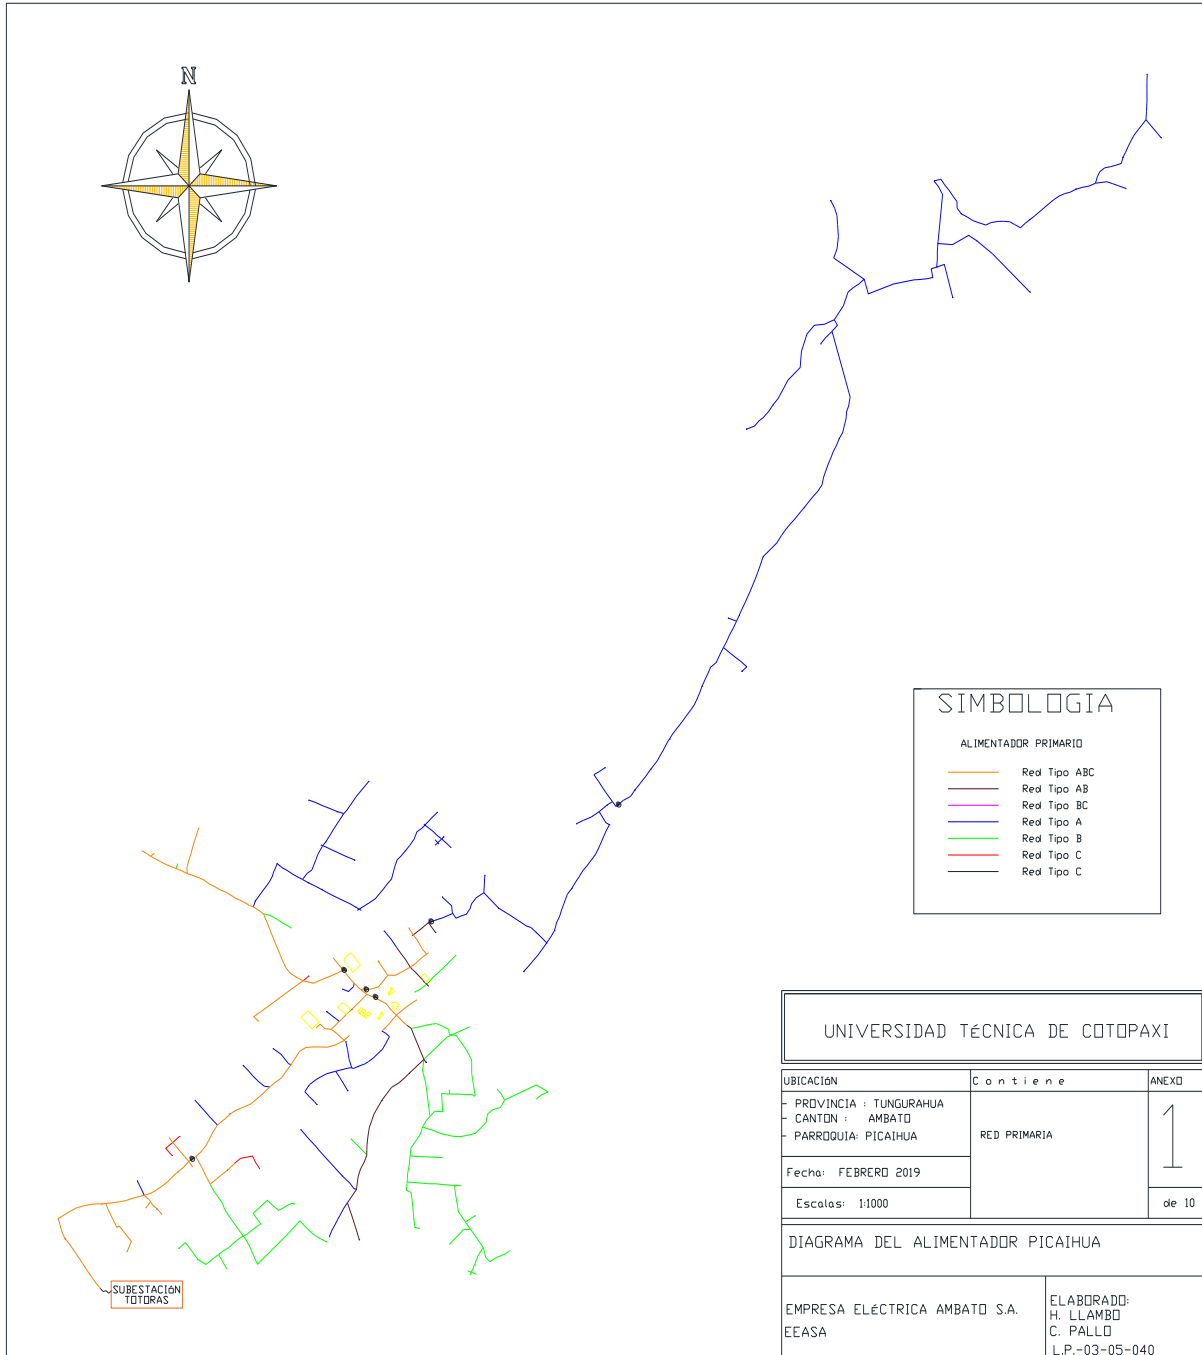 N
SIMBOLOGIA
ALIMENTADOR PRIMARIO
Red Tipo ABC
Red Tipo AB
Red Tipo BC
Red Tipo A
Red Tipo B
Red Tipo C
Red Tipo C
SUBESTACIóN
TOTORAS
UNIVERSIDAD TéCNICA DE COTOPAXI
UBICACIóN
- PROVINCIA : TUNGURAHUA
- CANTON : AMBATO
- PARROQUIA: PICAIHUA
Fecha: FEBRERO 2019
Escalas: 1:1000
Contiene
RED PRIMARIA
ANEXO
1
de 10
DIAGRAMA DEL ALIMENTADOR PICAIHUA
EMPRESA ELéCTRICA AMBATO S.A.
EEASA
ELABORADO:
H. LLAMBO
C. PALLO
L.P.-03-05-040